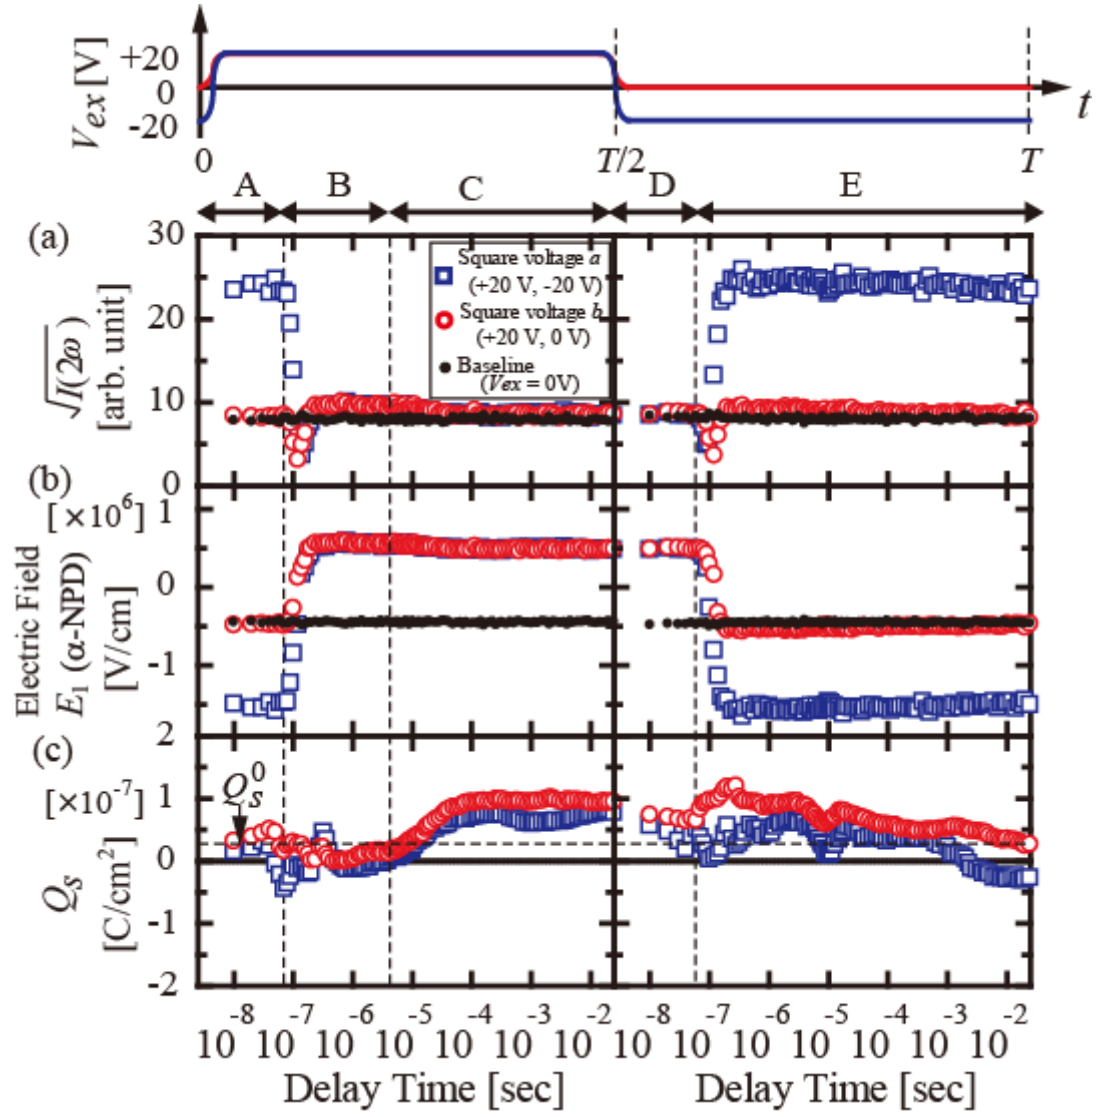 V_ex [V]
+20
0
-20
t
0
T/2
T
A B C D E
(a)
√I(2ω)
[arb. unit]
30
20
10
0
Square voltage a
(+20 V, -20 V)
Square voltage b
(+20 V, 0 V)
Baseline
(Vex = 0V)
(b)
[×10^6]
Electric Field
E_1 (α-NPD)
[V/cm]
1
0
-1
2
(c)
[×10^-7]
Q_s
[C/cm^2]
Q_s^0
1
0
-1
-2
10^-8 10^-7 10^-6 10^-5 10^-4 10^-3 10^-2 10^-8 10^-7 10^-6 10^-5 10^-4 10^-3 10^-2
Delay Time [sec] Delay Time [sec]